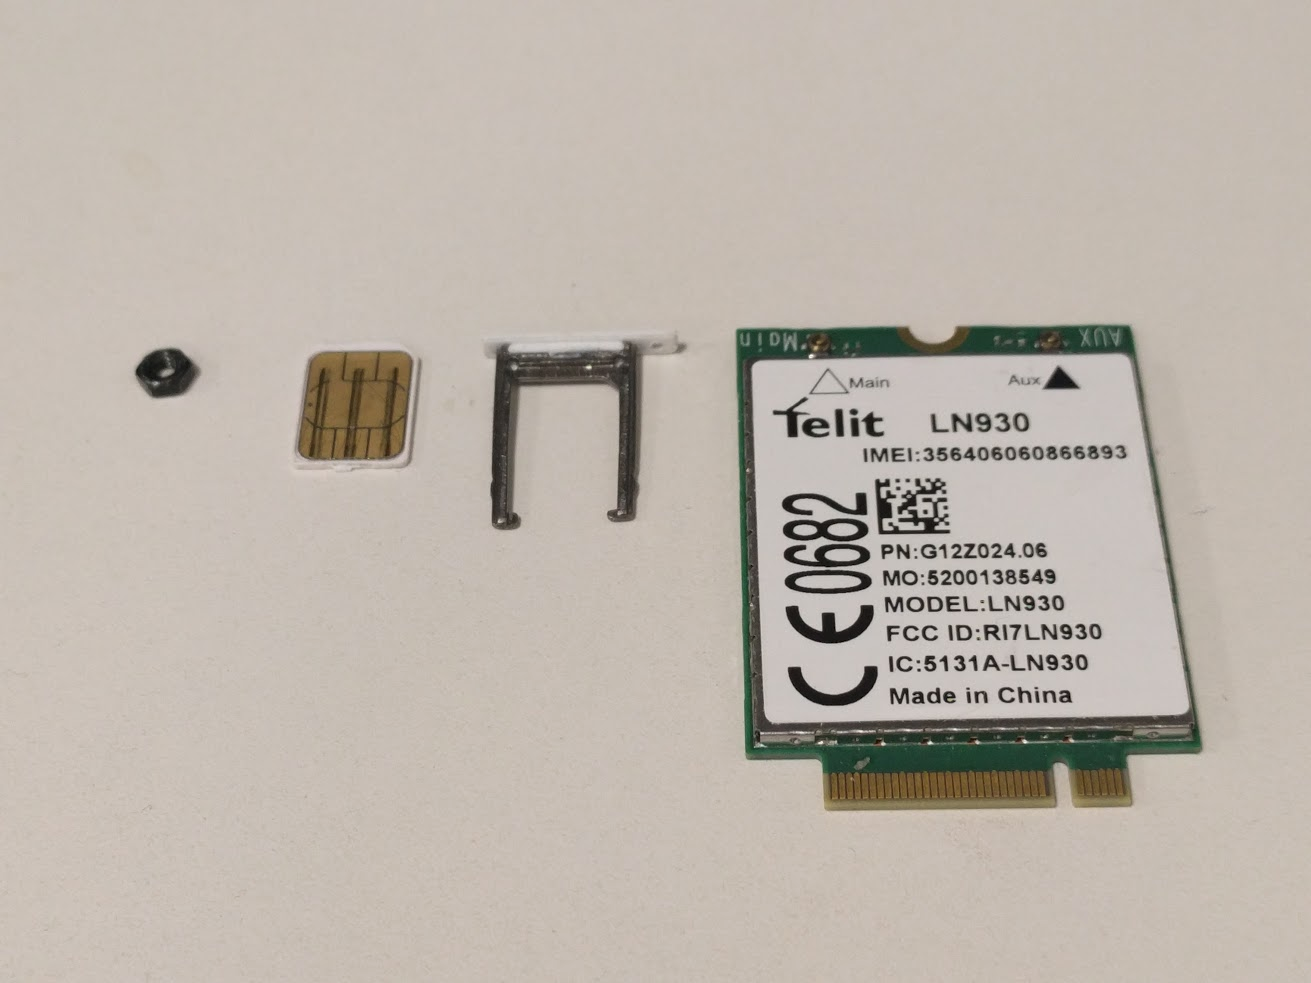 Main AUX
Main Aux
Telit LN930
IMEI:356406060866893
CE0682
PN:G12Z024.06
MO:5200138549
MODEL:LN930
FCC ID:RI7LN930
IC:5131A-LN930
Made in China